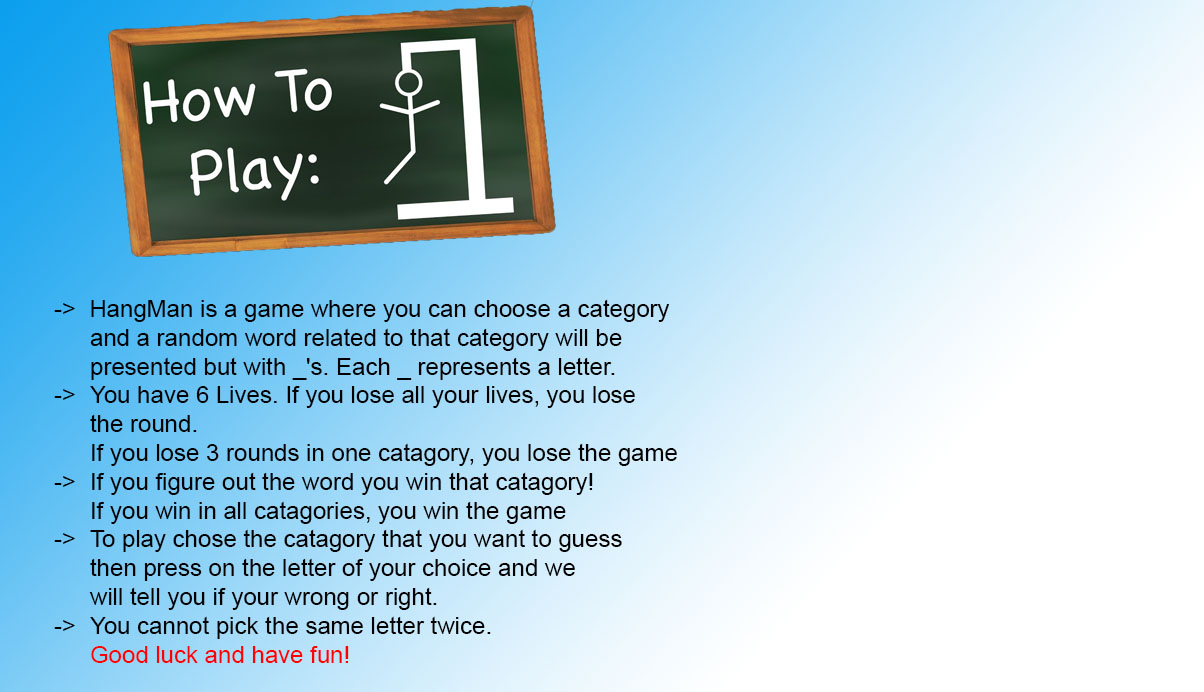 How To
Play:
-> HangMan is a game where you can choose a category
and a random word related to that category will be
presented but with _'s. Each _ represents a letter.
-> You have 6 Lives. If you lose all your lives, you lose
the round.
If you lose 3 rounds in one catagory, you lose the game
-> If you figure out the word you win that catagory!
If you win in all catagories, you win the game
-> To play chose the catagory that you want to guess
then press on the letter of your choice and we
will tell you if your wrong or right.
-> You cannot pick the same letter twice.
Good luck and have fun!